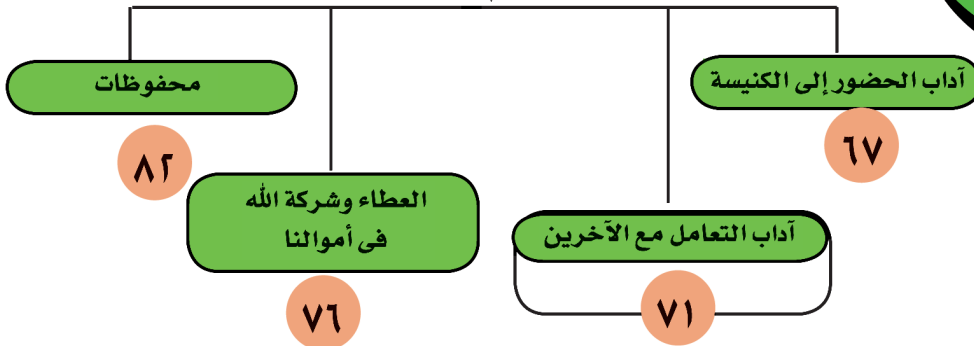 آداب الحضور إلى الكنيسة
٦٧
آداب التعامل مع الآخرين
٧١
العطاء وشركة الله
فى أموالنا
٧٦
محفوظات
٨٢